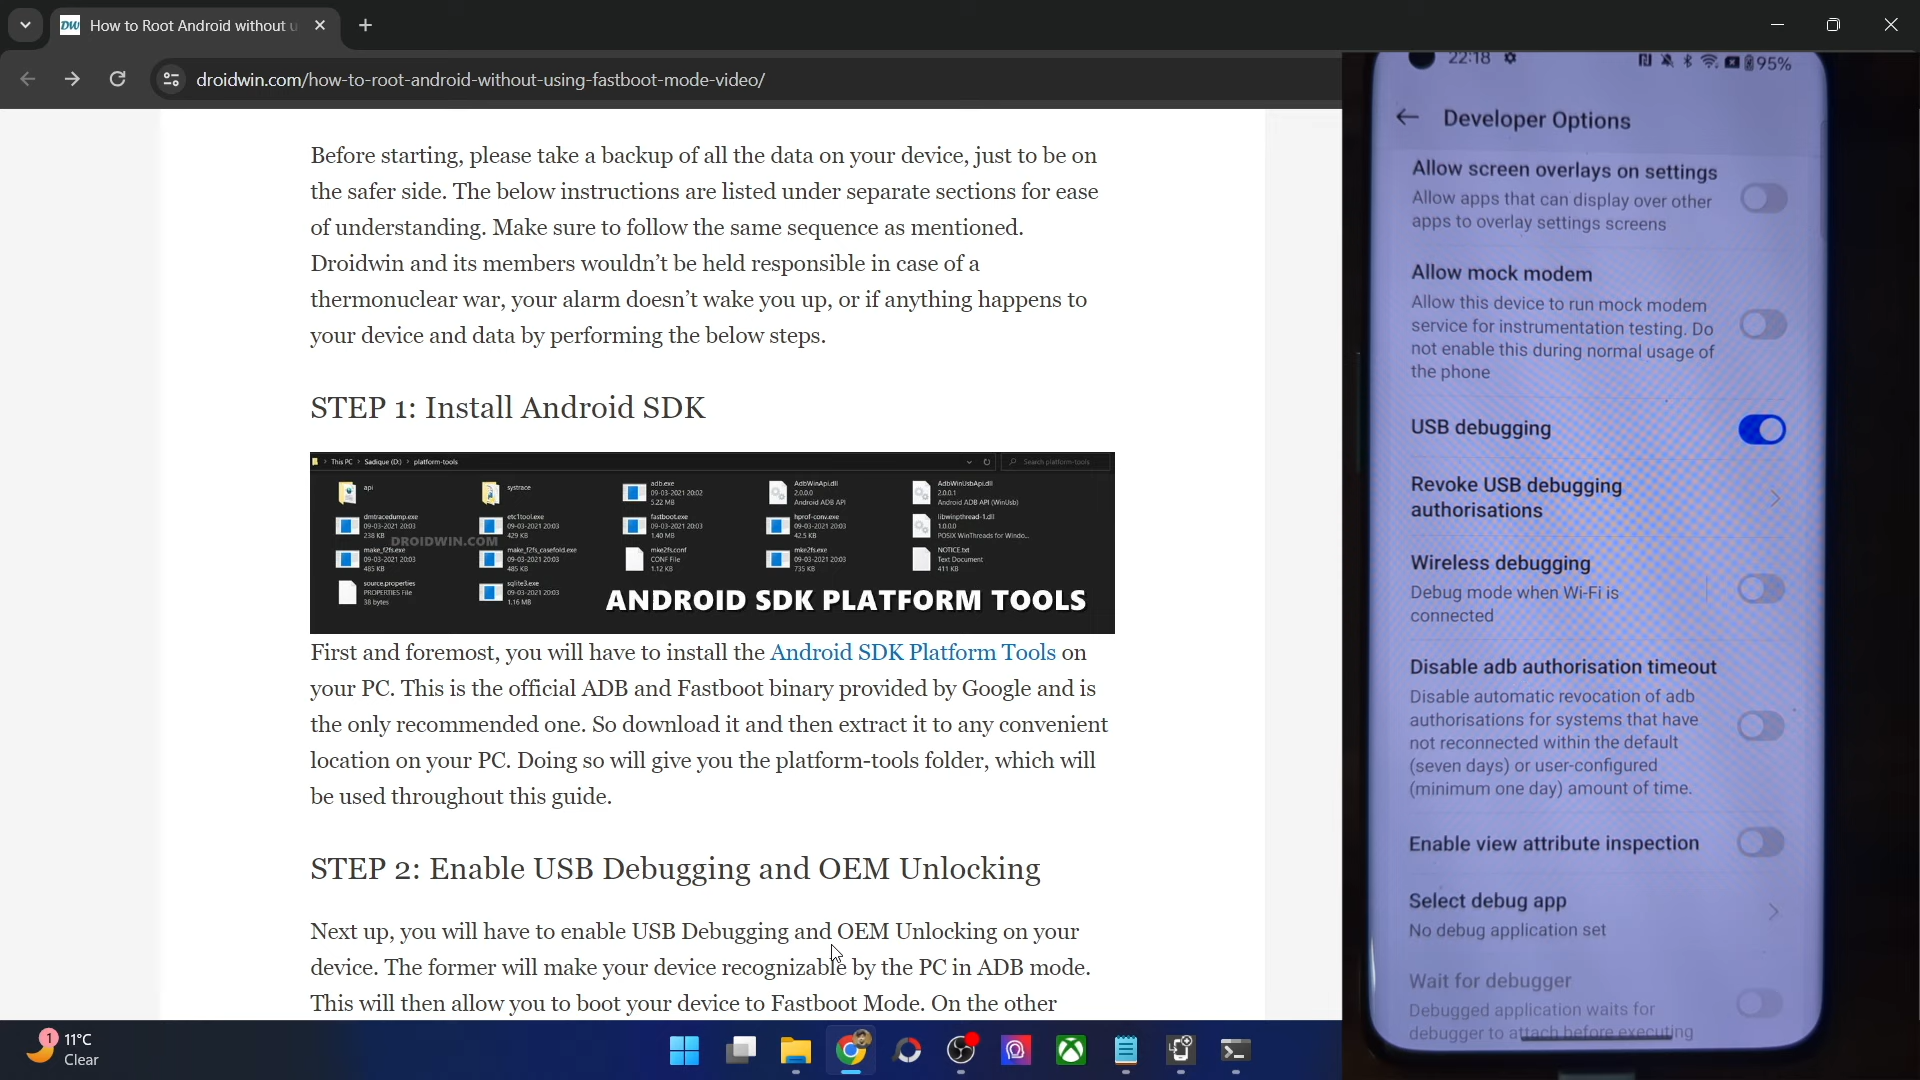 DW How to Root Android without u
droidwin.com/how-to-root-android-without-using-fastboot-mode-video/
Before starting, please take a backup of all the data on your device, just to be on
the safer side. The below instructions are listed under separate sections for ease
of understanding. Make sure to follow the same sequence as mentioned.
Droidwin and its members wouldn’t be held responsible in case of a
thermonuclear war, your alarm doesn’t wake you up, or if anything happens to
your device and data by performing the below steps.
STEP 1: Install Android SDK
This PC > Sadique (D:) > platform-tools
Search platform-tools
api
systrace
adb.exe
09-03-2021 20:02
5.22 MB
AdbWinApi.dll
2.0.0.0
Android ADB API
AdbWinUsbApi.dll
2.0.0.1
Android ADB API (WinUsb)
dmtracedump.exe
09-03-2021 20:03
238 KB
etc1tool.exe
09-03-2021 20:03
429 KB
fastboot.exe
09-03-2021 20:03
1.40 MB
hprof-conv.exe
09-03-2021 20:03
42.5 KB
libwinpthread-1.dll
1.0.0.0
POSIX WinThreads for Windo...
DROIDWIN.COM
make_f2fs.exe
09-03-2021 20:03
485 KB
make_f2fs_casefold.exe
09-03-2021 20:03
485 KB
mke2fs.conf
CONF File
1.12 KB
mke2fs.exe
09-03-2021 20:03
735 KB
NOTICE.txt
Text Document
411 KB
source.properties
PROPERTIES File
38 bytes
sqlite3.exe
09-03-2021 20:03
1.16 MB
ANDROID SDK PLATFORM TOOLS
First and foremost, you will have to install the Android SDK Platform Tools on
your PC. This is the official ADB and Fastboot binary provided by Google and is
the only recommended one. So download it and then extract it to any convenient
location on your PC. Doing so will give you the platform-tools folder, which will
be used throughout this guide.
STEP 2: Enable USB Debugging and OEM Unlocking
Next up, you will have to enable USB Debugging and OEM Unlocking on your
device. The former will make your device recognizable by the PC in ADB mode.
This will then allow you to boot your device to Fastboot Mode. On the other
22:18
95%
Developer Options
Allow screen overlays on settings
Allow apps that can display over other
apps to overlay settings screens
Allow mock modem
Allow this device to run mock modem
service for instrumentation testing. Do
not enable this during normal usage of
the phone
USB debugging
Revoke USB debugging
authorisations
Wireless debugging
Debug mode when Wi-Fi is
connected
Disable adb authorisation timeout
Disable automatic revocation of adb
authorisations for systems that have
not reconnected within the default
(seven days) or user-configured
(minimum one day) amount of time.
Enable view attribute inspection
Select debug app
No debug application set
Wait for debugger
Debugged application waits for
debugger to attach before executing
1
11°C
Clear